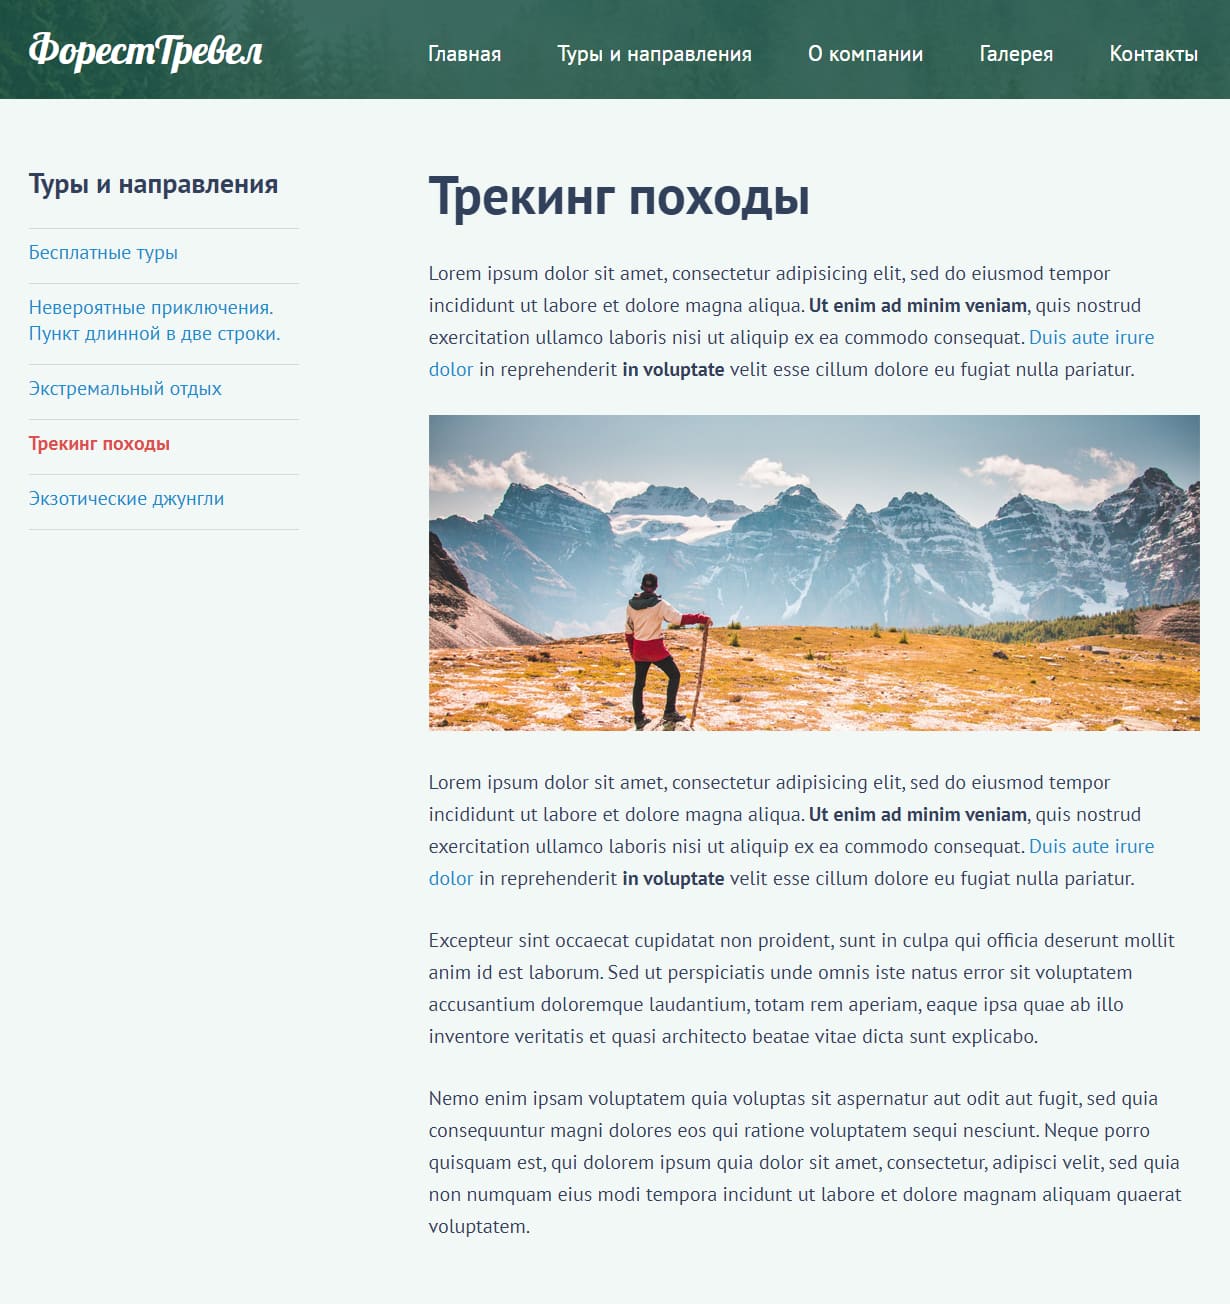 ФорестТревел
Главная Туры и направления О компании Галерея Контакты
Туры и направления
Бесплатные туры
Невероятные приключения.
Пункт длинной в две строки.
Экстремальный отдых
Трекинг походы
Экзотические джунгли
Трекинг походы
Lorem ipsum dolor sit amet, consectetur adipisicing elit, sed do eiusmod tempor
incididunt ut labore et dolore magna aliqua. Ut enim ad minim veniam, quis nostrud
exercitation ullamco laboris nisi ut aliquip ex ea commodo consequat. Duis aute irure
dolor in reprehenderit in voluptate velit esse cillum dolore eu fugiat nulla pariatur.
Lorem ipsum dolor sit amet, consectetur adipisicing elit, sed do eiusmod tempor
incididunt ut labore et dolore magna aliqua. Ut enim ad minim veniam, quis nostrud
exercitation ullamco laboris nisi ut aliquip ex ea commodo consequat. Duis aute irure
dolor in reprehenderit in voluptate velit esse cillum dolore eu fugiat nulla pariatur.
Excepteur sint occaecat cupidatat non proident, sunt in culpa qui officia deserunt mollit
anim id est laborum. Sed ut perspiciatis unde omnis iste natus error sit voluptatem
accusantium doloremque laudantium, totam rem aperiam, eaque ipsa quae ab illo
inventore veritatis et quasi architecto beatae vitae dicta sunt explicabo.
Nemo enim ipsam voluptatem quia voluptas sit aspernatur aut odit aut fugit, sed quia
consequuntur magni dolores eos qui ratione voluptatem sequi nesciunt. Neque porro
quisquam est, qui dolorem ipsum quia dolor sit amet, consectetur, adipisci velit, sed quia
non numquam eius modi tempora incidunt ut labore et dolore magnam aliquam quaerat
voluptatem.